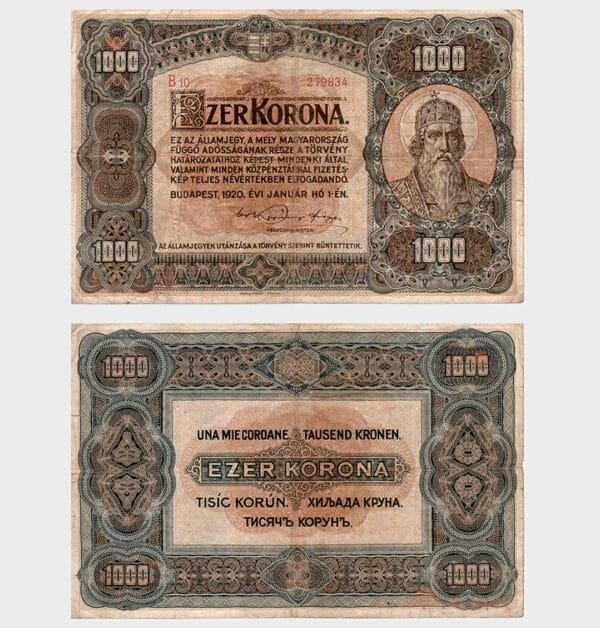 1000
1000
B 10 279834
EZER KORONA.
EZ AZ ÁLLAMJEGY, A MELY MAGYARORSZÁG
FÜGGŐ ADÓSSÁGÁNAK RÉSZE A TÖRVÉNY
HATÁROZATAIHOZ KÉPEST MINDENKI ÁLTAL,
VALAMINT MINDEN KÖZPÉNZTÁRNÁL FIZETÉS-
KÉP TELJES NÉVÉRTÉKBEN ELFOGADANDÓ.
BUDAPEST, 1920. ÉVI JANUÁR HÓ 1-ÉN.
PÉNZÜGYMINISTER
1000
1000
AZ ÁLLAMJEGYEK UTÁNZÁSA A TÖRVÉNY SZERINT BÜNTETTETIK.
1000
1000
UNA MIE COROANE. TAUSEND KRONEN.
EZER KORONA
TISÍC KORÚN. ХИЉАДА КРУНА.
ТИСЯЧЪ КОРУНЪ.
1000
1000